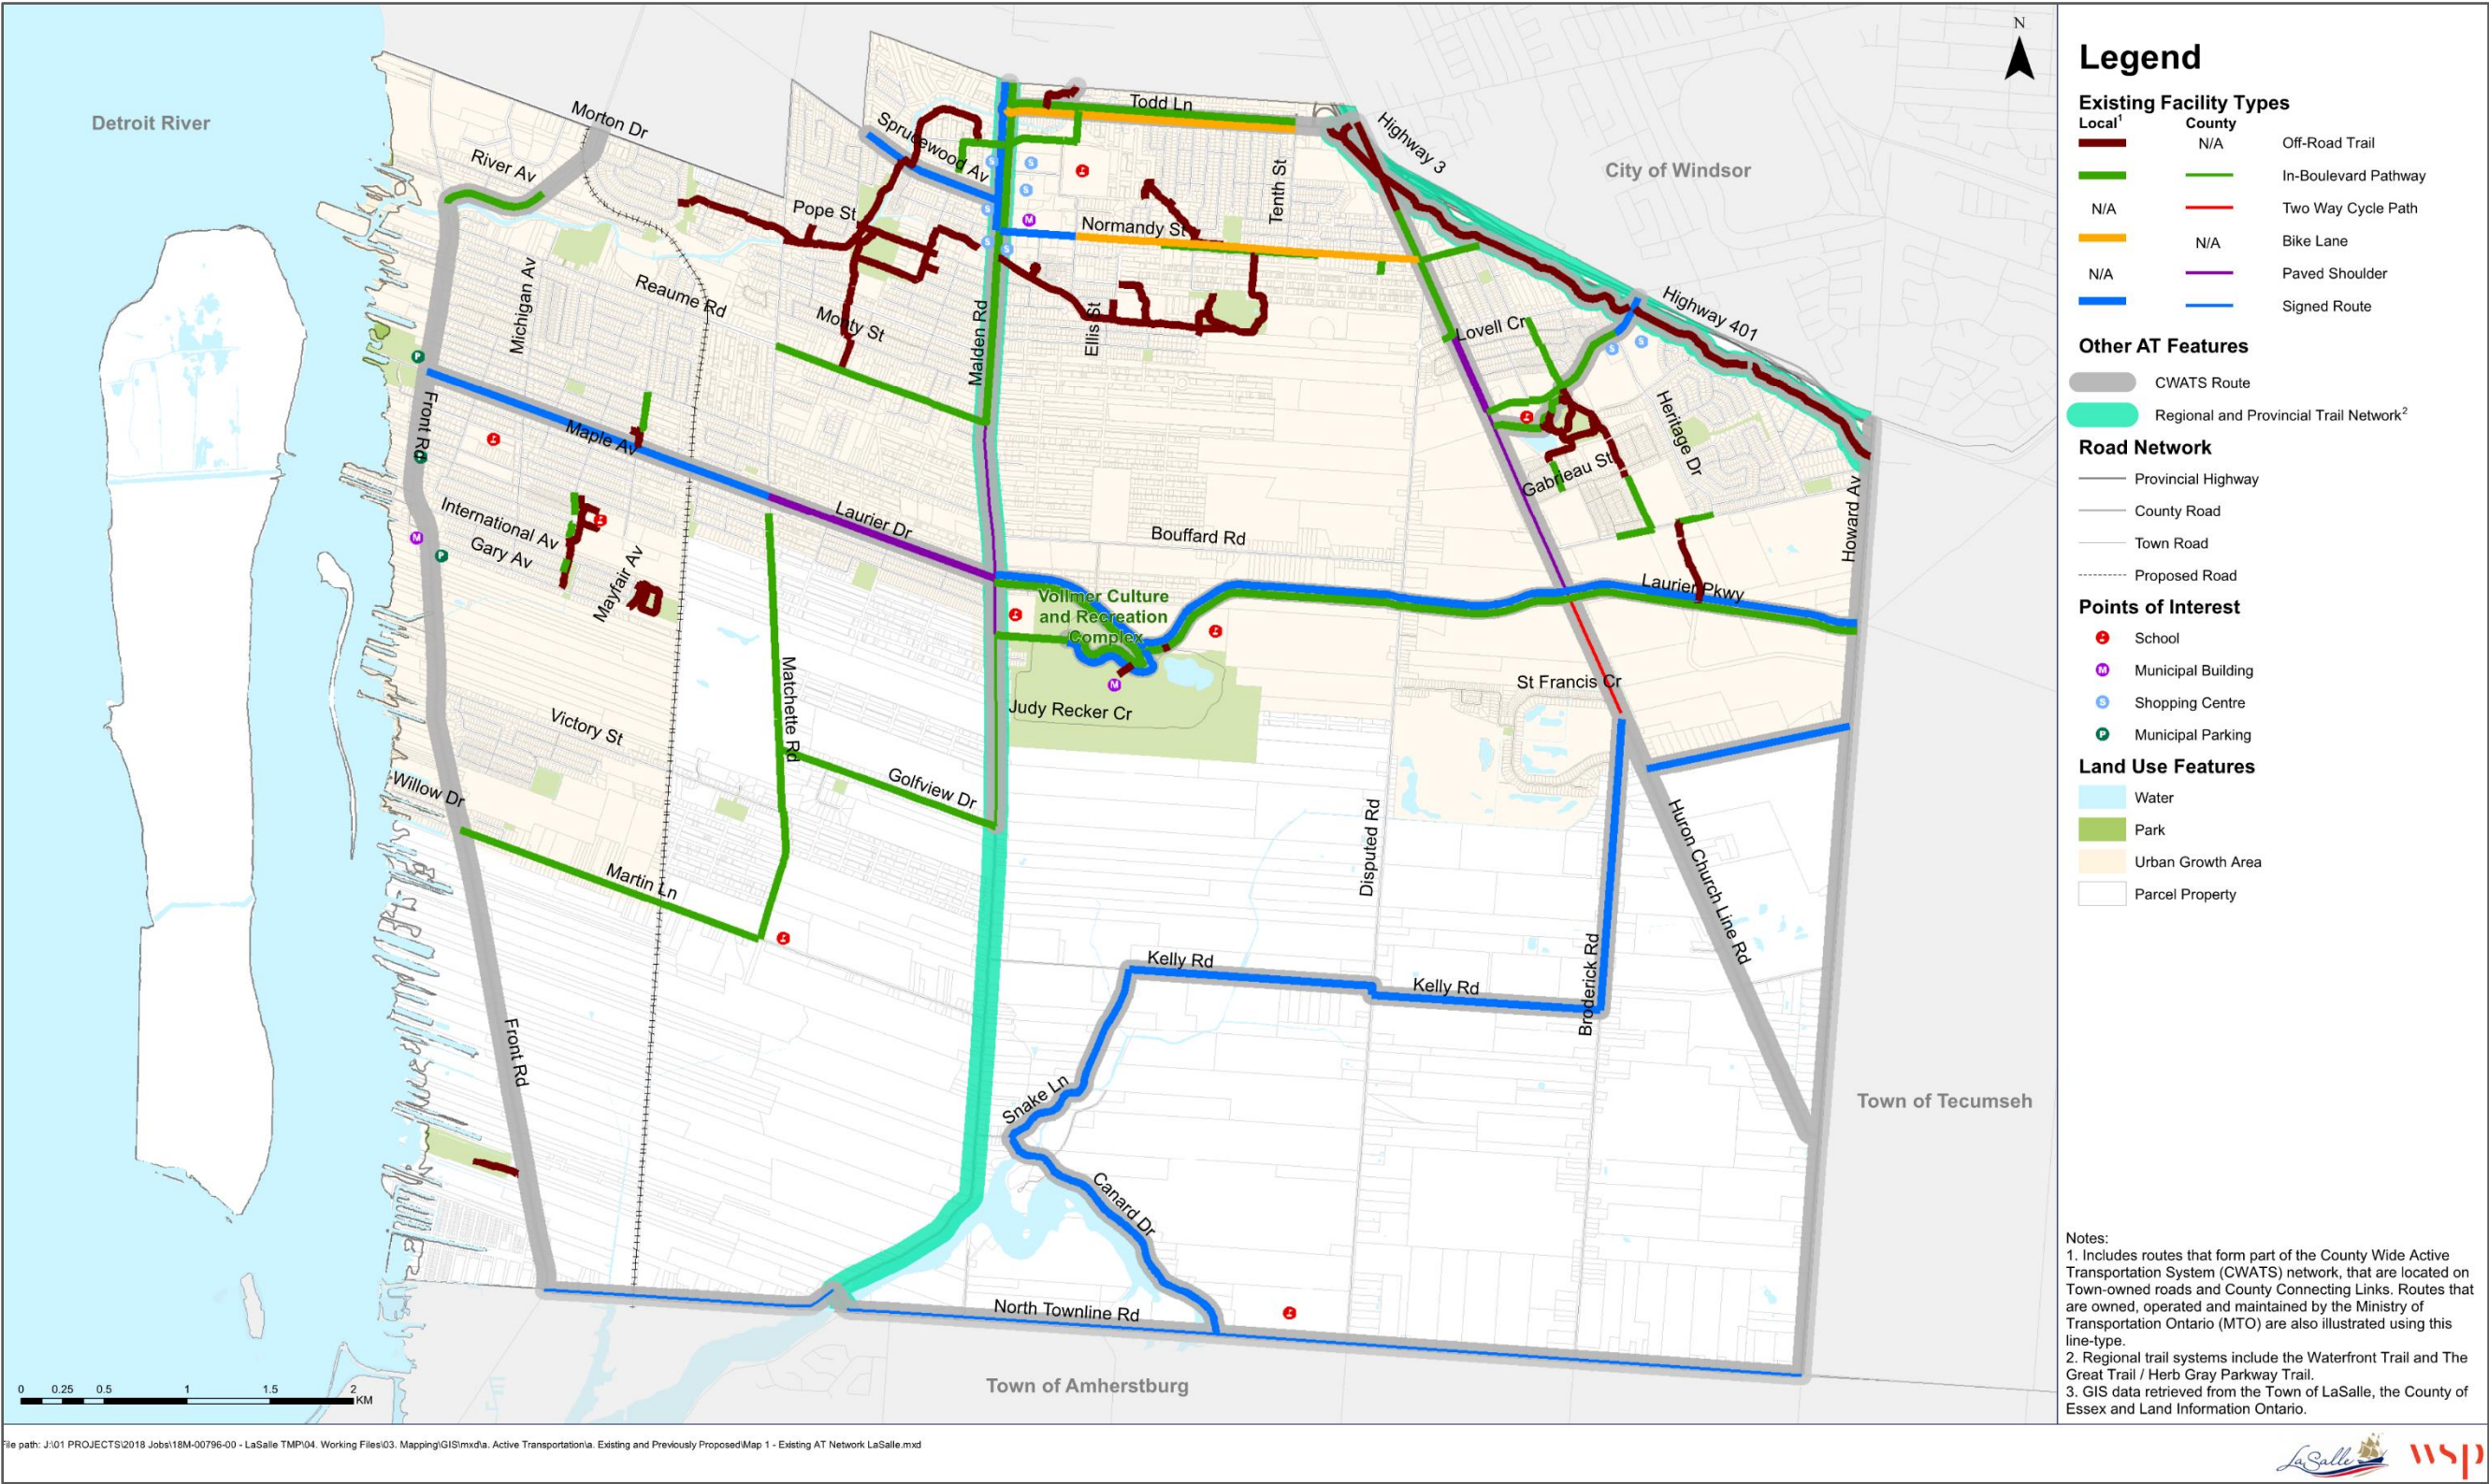 N
Detroit River
Morton Dr
River Av
Sprucewood Av
Todd Ln
Highway 3
City of Windsor
Tenth St
Pope St
Normandy St
Michigan Av
Reaume Rd
Monty St
Malden Rd
Ellis St
Lovell Cr
Highway 401
Front Rd
Maple Av
Heritage Dr
Gabrieau St
International Av
Gary Av
Mayfair Av
Laurier Dr
Bouffard Rd
Howard Av
Laurier Pkwy
Vollmer Culture
and Recreation
Complex
Matchette Rd
St Francis Cr
Judy Recker Cr
Victory St
Willow Dr
Golfview Dr
Disputed Rd
Huron Church Line Rd
Martin Ln
Kelly Rd
Kelly Rd
Broderick Rd
Front Rd
Snake Ln
Canard Dr
Town of Tecumseh
North Townline Rd
Town of Amherstburg
0 0.25 0.5 1 1.5 2
KM
Legend
Existing Facility Types
Local1 County
N/A Off-Road Trail
In-Boulevard Pathway
N/A Two Way Cycle Path
N/A Bike Lane
N/A Paved Shoulder
Signed Route
Other AT Features
CWATS Route
Regional and Provincial Trail Network2
Road Network
Provincial Highway
County Road
Town Road
Proposed Road
Points of Interest
School
M Municipal Building
S Shopping Centre
P Municipal Parking
Land Use Features
Water
Park
Urban Growth Area
Parcel Property
Notes:
1. Includes routes that form part of the County Wide Active
Transportation System (CWATS) network, that are located on
Town-owned roads and County Connecting Links. Routes that
are owned, operated and maintained by the Ministry of
Transportation Ontario (MTO) are also illustrated using this
line-type.
2. Regional trail systems include the Waterfront Trail and The
Great Trail / Herb Gray Parkway Trail.
3. GIS data retrieved from the Town of LaSalle, the County of
Essex and Land Information Ontario.
File path: J:\01 PROJECTS\2018 Jobs\18M-00796-00 - LaSalle TMP\04. Working Files\03. Mapping\GIS\mxd\a. Active Transportation\a. Existing and Previously Proposed\Map 1 - Existing AT Network LaSalle.mxd
LaSalle
wsp